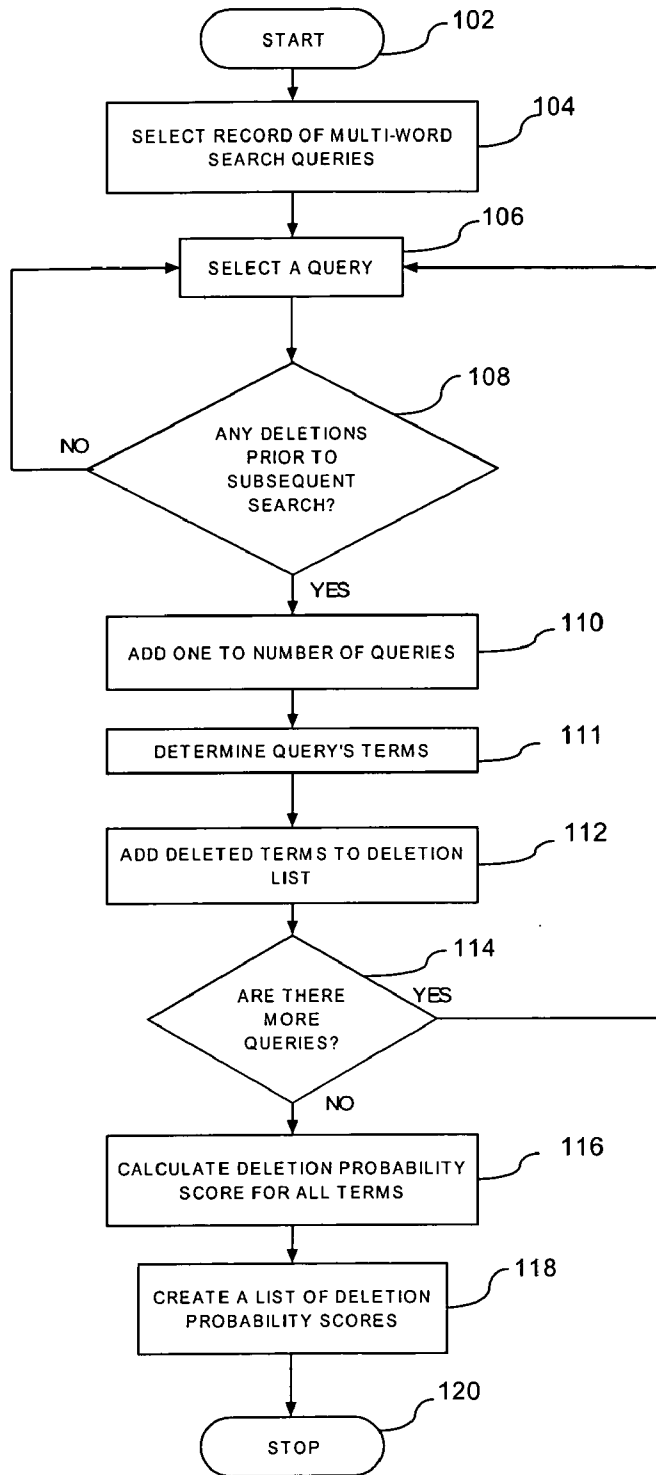 START
102
SELECT RECORD OF MULTI-WORD
SEARCH QUERIES
104
SELECT A QUERY
106
ANY DELETIONS
PRIOR TO
SUBSEQUENT
SEARCH?
108
NO
YES
ADD ONE TO NUMBER OF QUERIES
110
DETERMINE QUERY'S TERMS
111
ADD DELETED TERMS TO DELETION
LIST
112
ARE THERE
MORE
QUERIES?
114
YES
NO
CALCULATE DELETION PROBABILITY
SCORE FOR ALL TERMS
116
CREATE A LIST OF DELETION
PROBABILITY SCORES
118
STOP
120